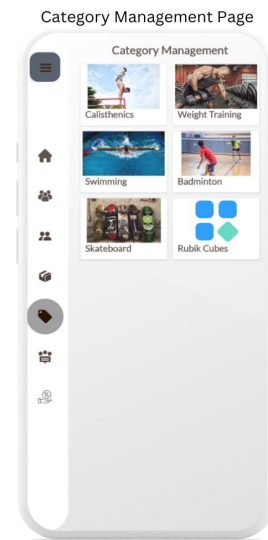 Category Management Page
Category Management
Calisthenics
Weight Training
Swimming
Badminton
Skateboard
Rubik Cubes